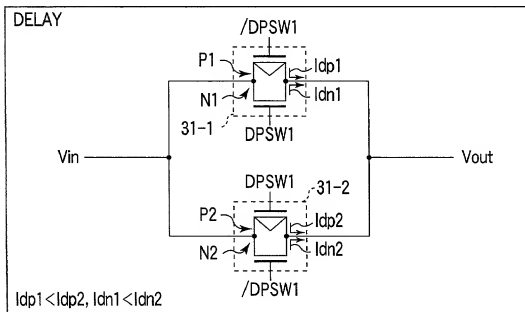 DELAY
/DPSW1
P1
Idp1
N1
Idn1
31-1
DPSW1
Vin
Vout
DPSW1
31-2
P2
Idp2
N2
Idn2
/DPSW1
Idp1<Idp2, Idn1<Idn2